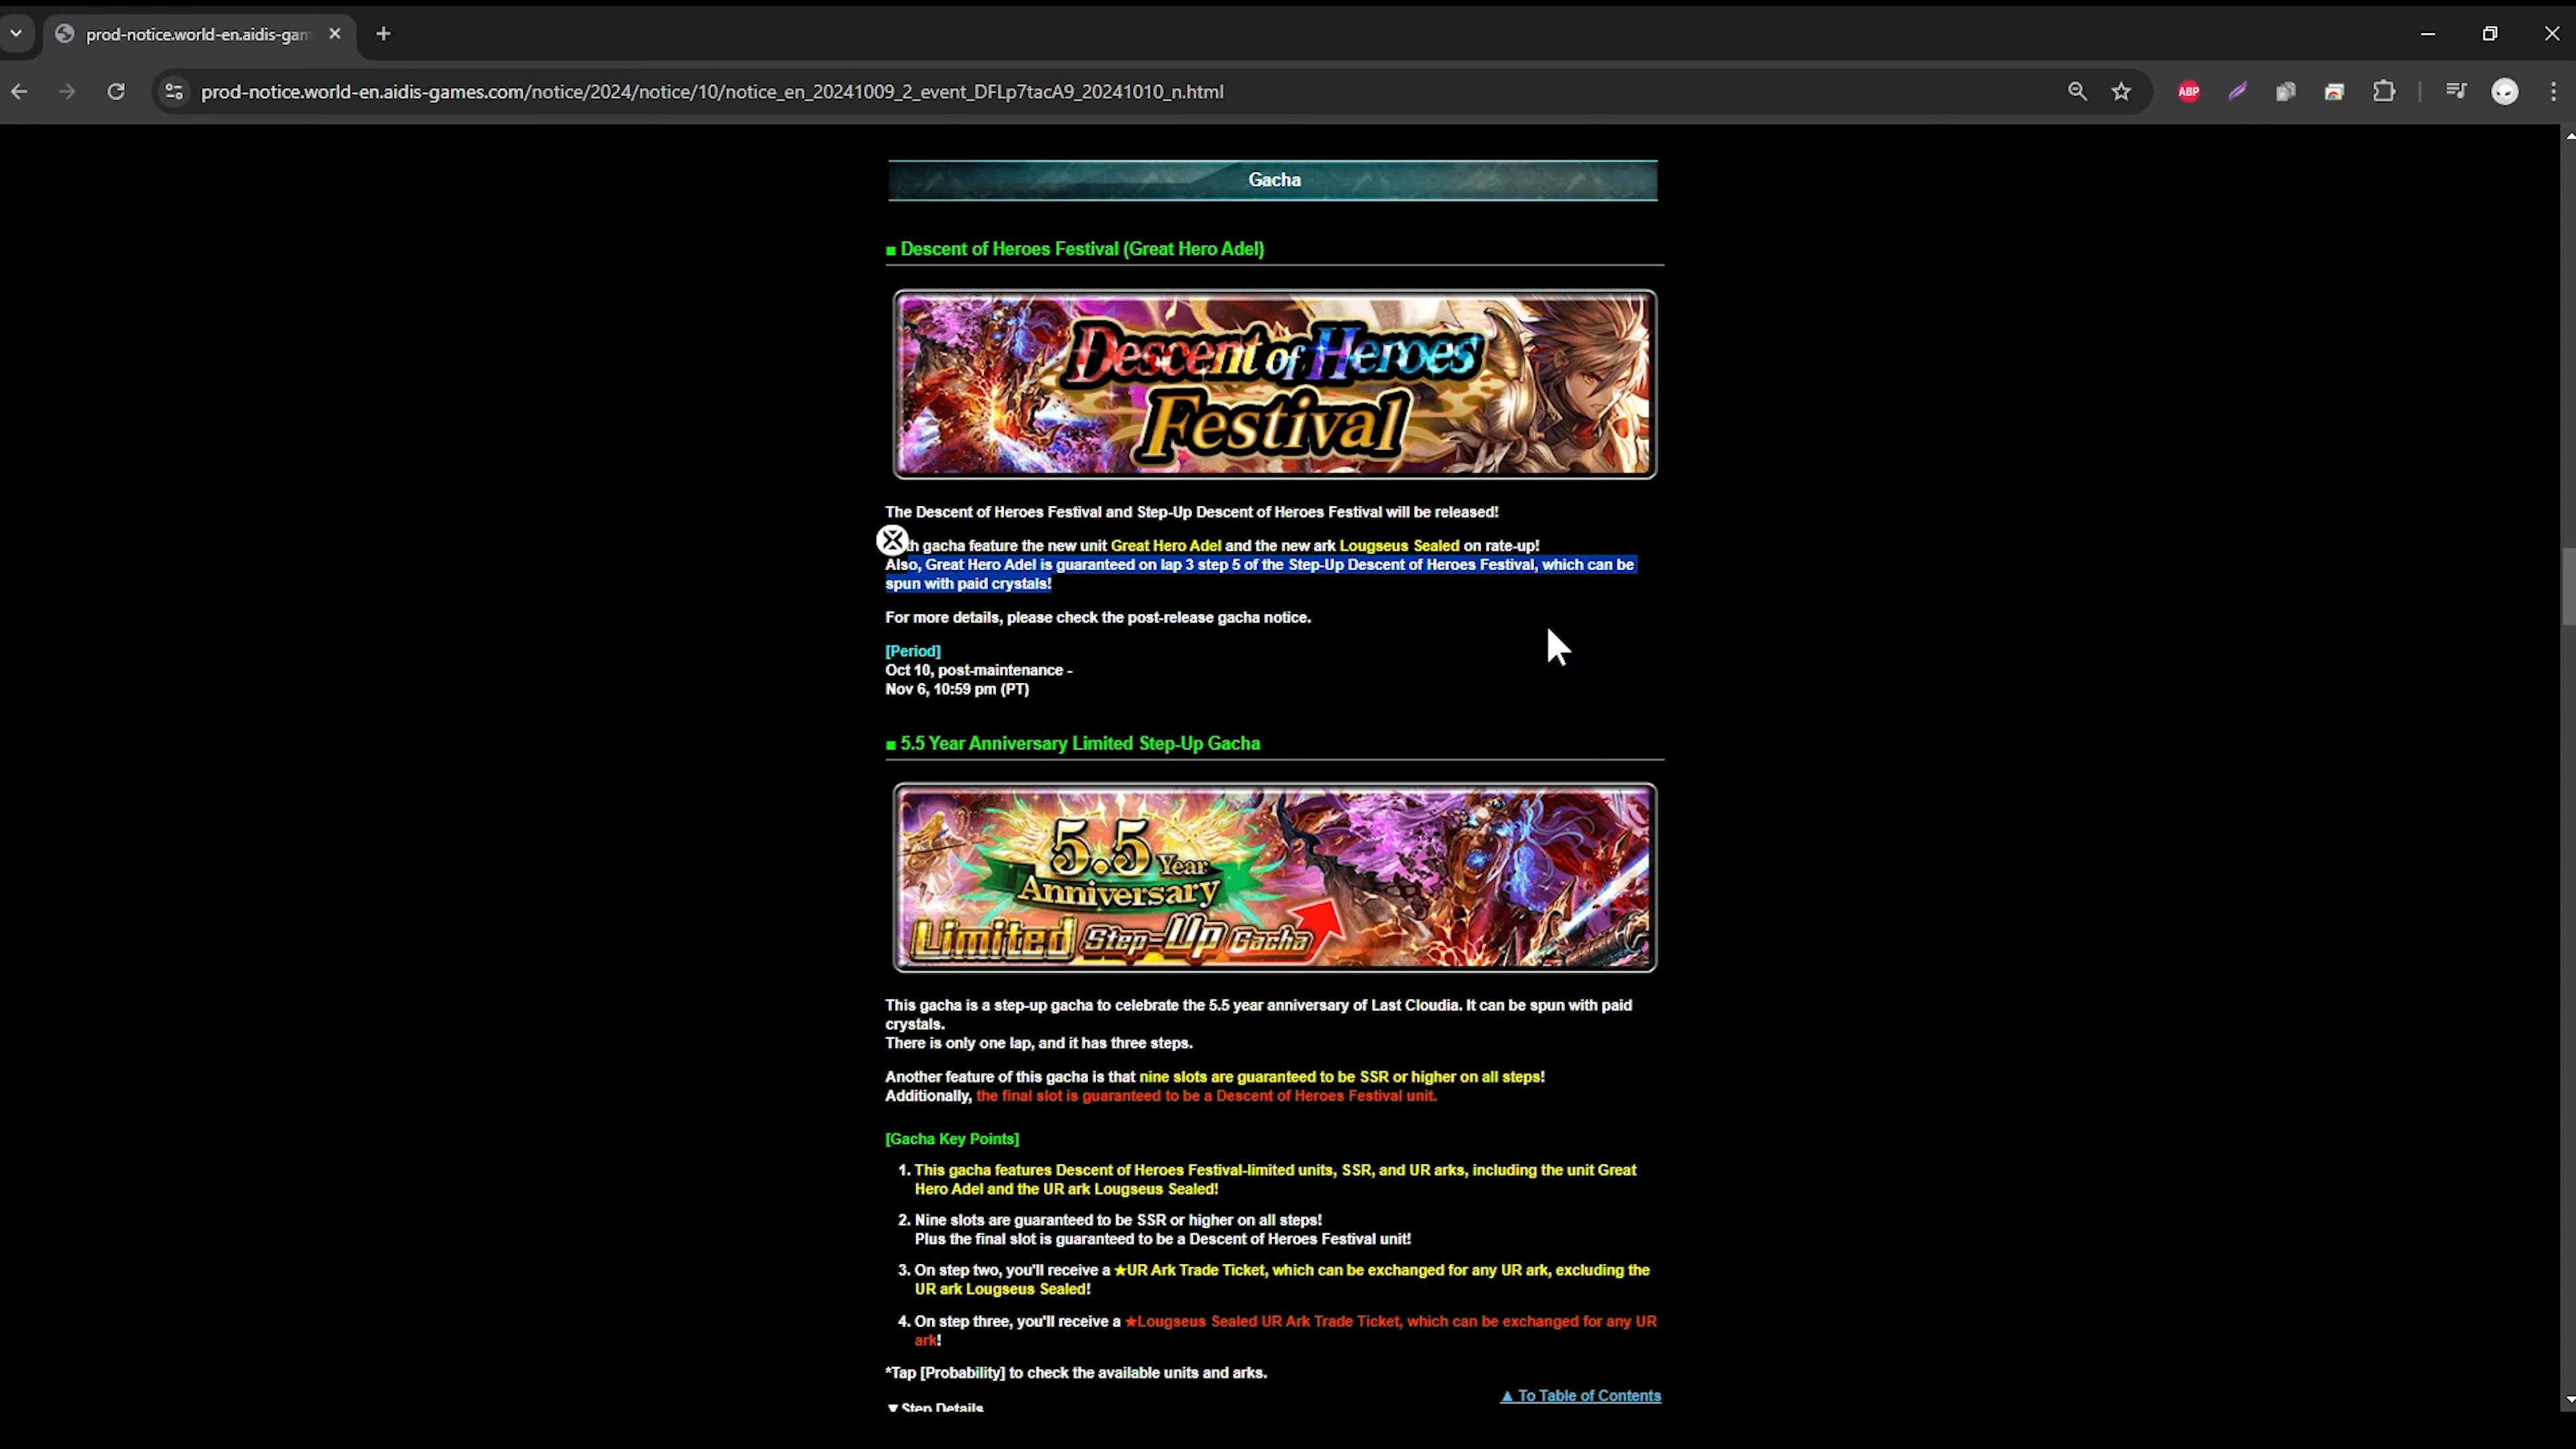 prod-notice.world-en.aidis-gam
prod-notice.world-en.aidis-games.com/notice/2024/notice/10/notice_en_20241009_2_event_DFLp7tacA9_20241010_n.html
ABP
Gacha
■ Descent of Heroes Festival (Great Hero Adel)
Descent of Heroes
Festival
The Descent of Heroes Festival and Step-Up Descent of Heroes Festival will be released!
th gacha feature the new unit Great Hero Adel and the new ark Lougseus Sealed on rate-up!
Also, Great Hero Adel is guaranteed on lap 3 step 5 of the Step-Up Descent of Heroes Festival, which can be
spun with paid crystals!
For more details, please check the post-release gacha notice.
[Period]
Oct 10, post-maintenance -
Nov 6, 10:59 pm (PT)
■ 5.5 Year Anniversary Limited Step-Up Gacha
5.5 Year
Anniversary
Limited Step-Up Gacha
This gacha is a step-up gacha to celebrate the 5.5 year anniversary of Last Cloudia. It can be spun with paid
crystals.
There is only one lap, and it has three steps.
Another feature of this gacha is that nine slots are guaranteed to be SSR or higher on all steps!
Additionally, the final slot is guaranteed to be a Descent of Heroes Festival unit.
[Gacha Key Points]
1. This gacha features Descent of Heroes Festival-limited units, SSR, and UR arks, including the unit Great
Hero Adel and the UR ark Lougseus Sealed!
2. Nine slots are guaranteed to be SSR or higher on all steps!
Plus the final slot is guaranteed to be a Descent of Heroes Festival unit!
3. On step two, you'll receive a ★UR Ark Trade Ticket, which can be exchanged for any UR ark, excluding the
UR ark Lougseus Sealed!
4. On step three, you'll receive a ★Lougseus Sealed UR Ark Trade Ticket, which can be exchanged for any UR
ark!
*Tap [Probability] to check the available units and arks.
▲ To Table of Contents
▼ Step Details